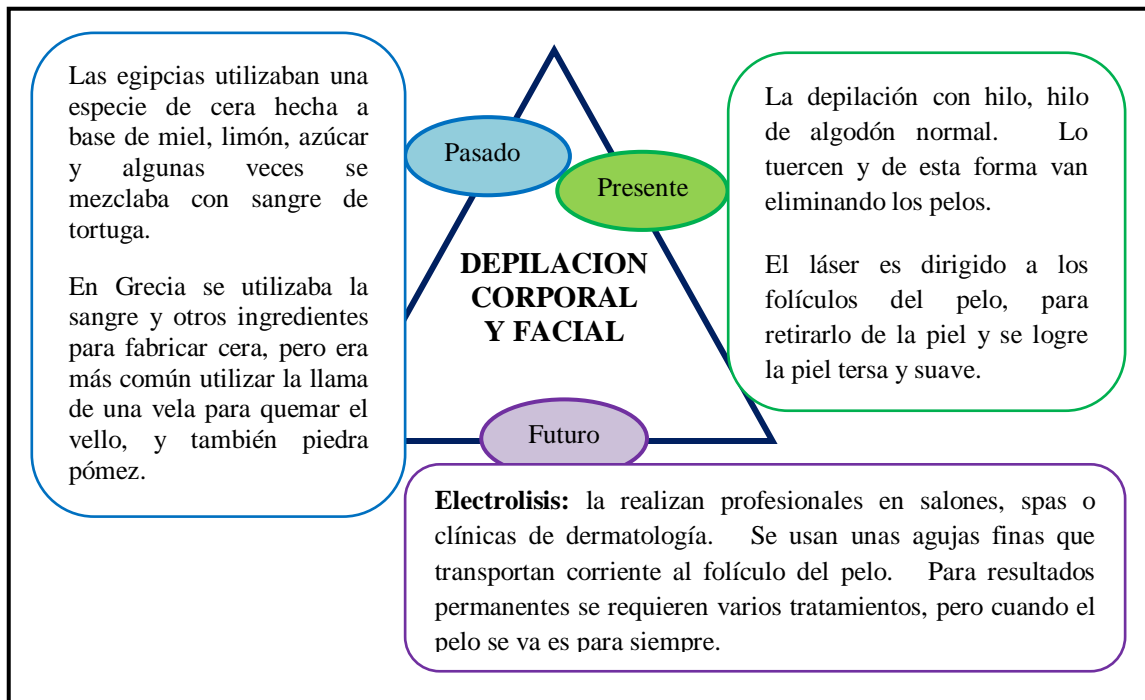 Las egipcias utilizaban una
especie de cera hecha a
base de miel, limón, azúcar
y algunas veces se
mezclaba con sangre de
tortuga.
En Grecia se utilizaba la
sangre y otros ingredientes
para fabricar cera, pero era
más común utilizar la llama
de una vela para quemar el
vello, y también piedra
pómez.
Pasado
Presente
DEPILACION
CORPORAL
Y FACIAL
Futuro
La depilación con hilo, hilo
de algodón normal. Lo
tuercen y de esta forma van
eliminando los pelos.
El láser es dirigido a los
folículos del pelo, para
retirarlo de la piel y se logre
la piel tersa y suave.
Electrolisis: la realizan profesionales en salones, spas o
clínicas de dermatología. Se usan unas agujas finas que
transportan corriente al folículo del pelo. Para resultados
permanentes se requieren varios tratamientos, pero cuando el
pelo se va es para siempre.